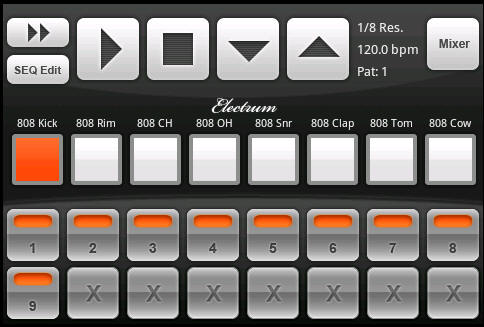 1/8 Res.
Mixer
SEQ Edit
120.0 bpm
Pat: 1
Electrum
808 Kick 808 Rim 808 CH 808 OH 808 Snr 808 Clap 808 Tom 808 Cow
1 2 3 4 5 6 7 8
9 X X X X X X X